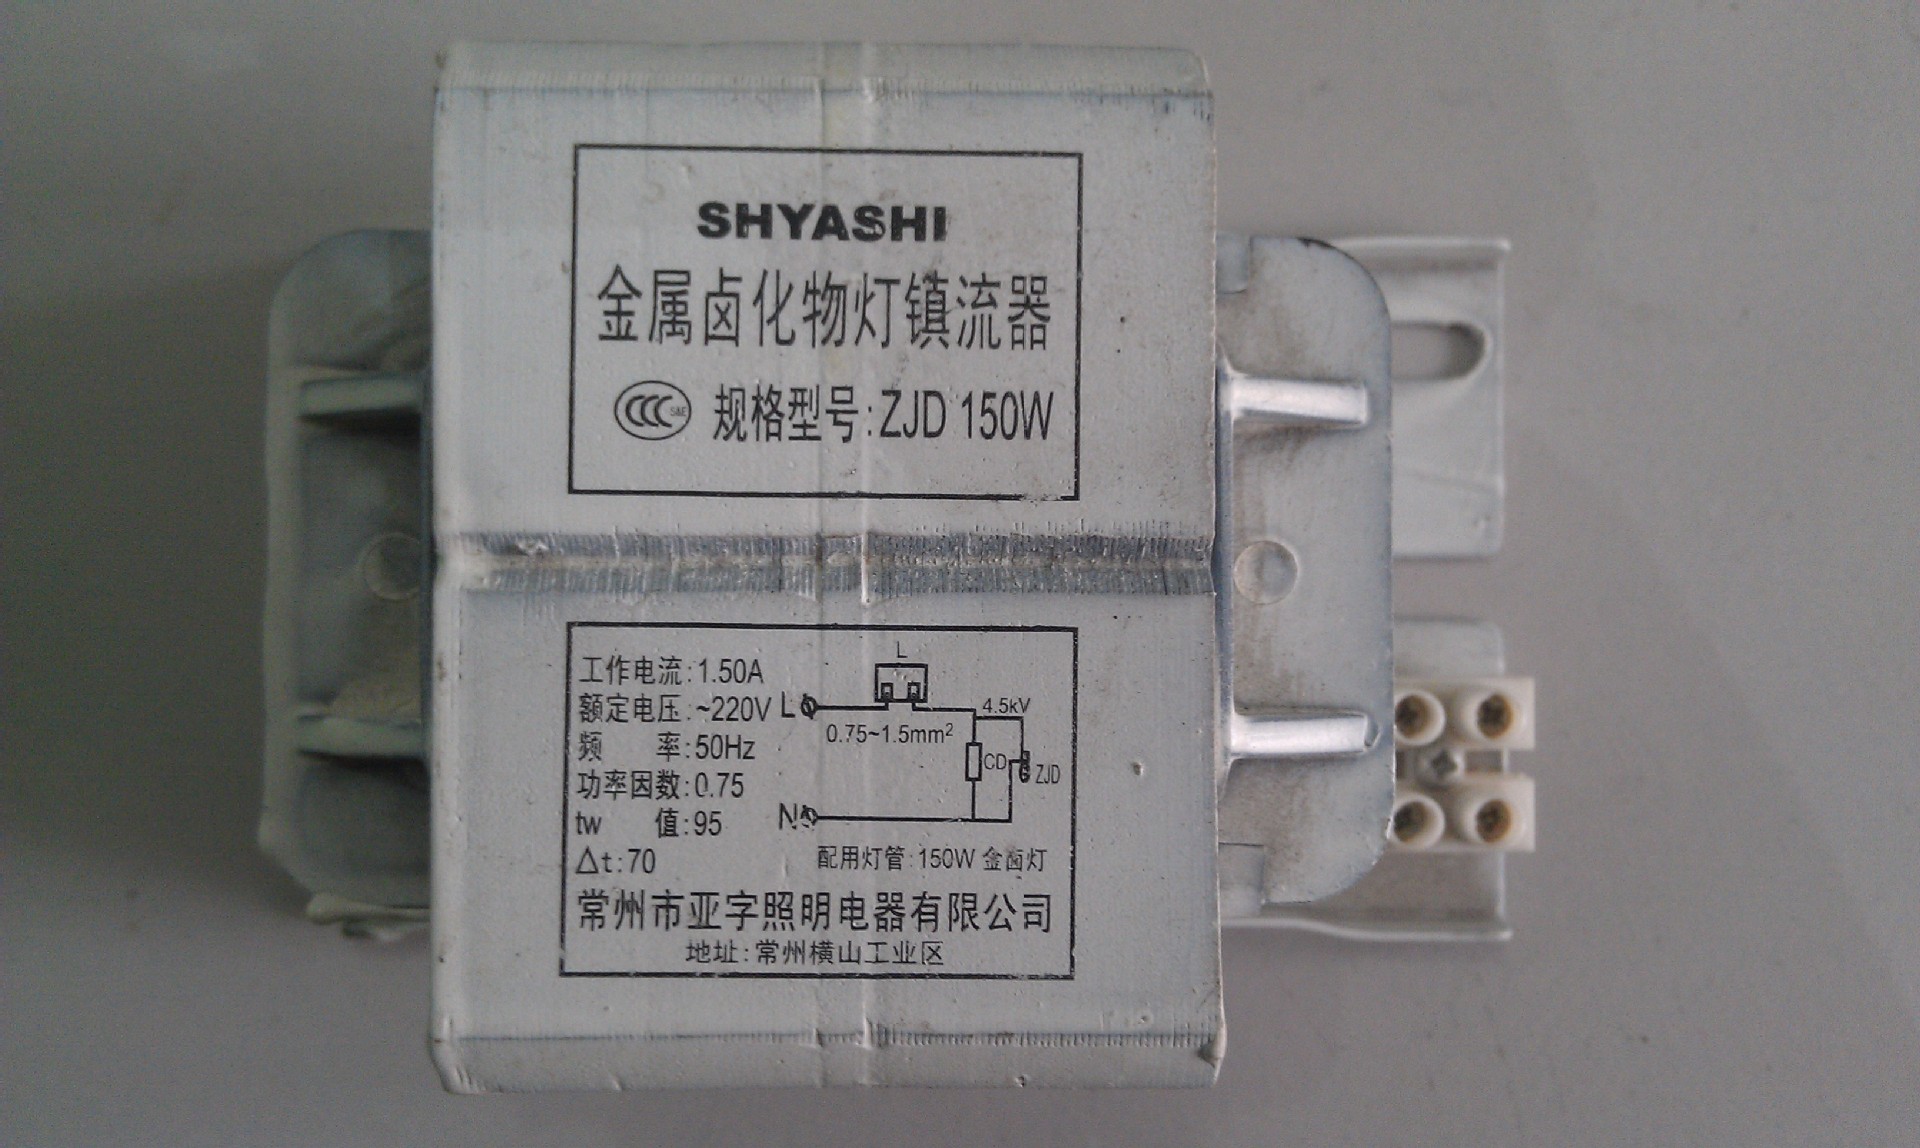 SHYASHI
金属卤化物灯镇流器
CCC S&E 规格型号:ZJD 150W
工作电流:1.50A
额定电压:~220V
频 率:50Hz
功率因数:0.75
tw 值:95
△t:70
L
L
4.5kV
0.75~1.5mm²
CD
ZJD
N
配用灯管:150W 金卤灯
常州市亚字照明电器有限公司
地址:常州横山工业区